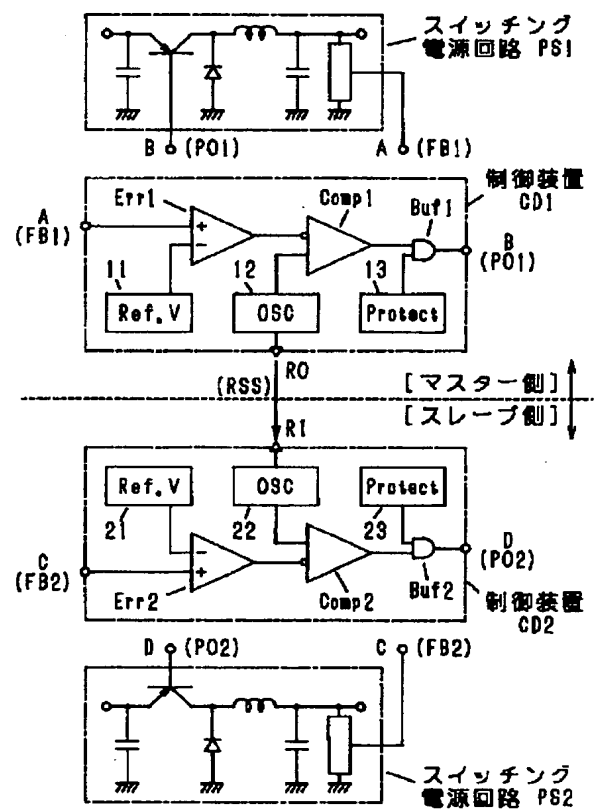 スイッチング
電源回路 PS1
B (PO1)
A (FB1)
制御装置
CD1
Err1
Comp1
Buf1
A
(FB1)
B
(PO1)
11
12
13
Ref.V
OSC
Protect
RO
(RSS)
[マスター側]
[スレーブ側]
RI
Ref.V
OSC
Protect
21
22
23
C
(FB2)
D
(PO2)
Err2
Comp2
Buf2
制御装置
CD2
D (PO2)
C (FB2)
スイッチング
電源回路 PS2